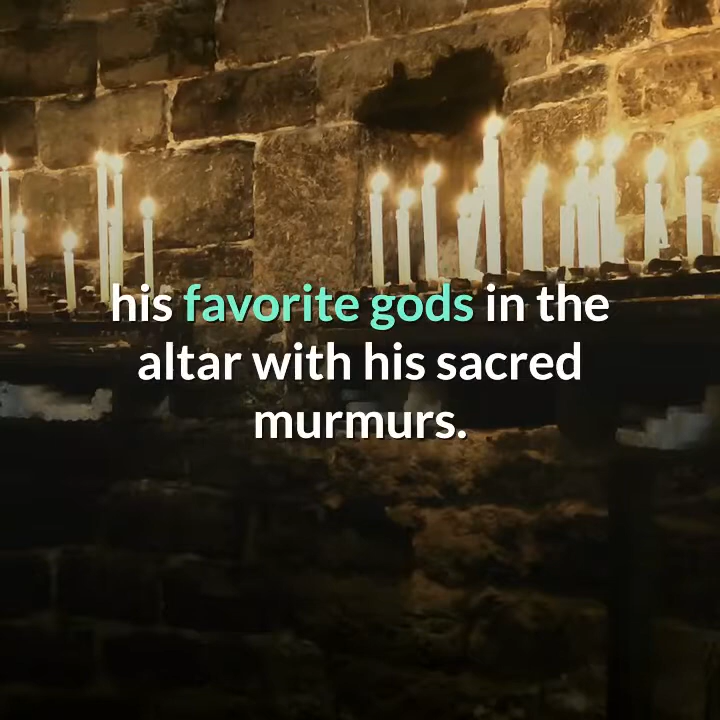 his favorite gods in the
altar with his sacred
murmurs.